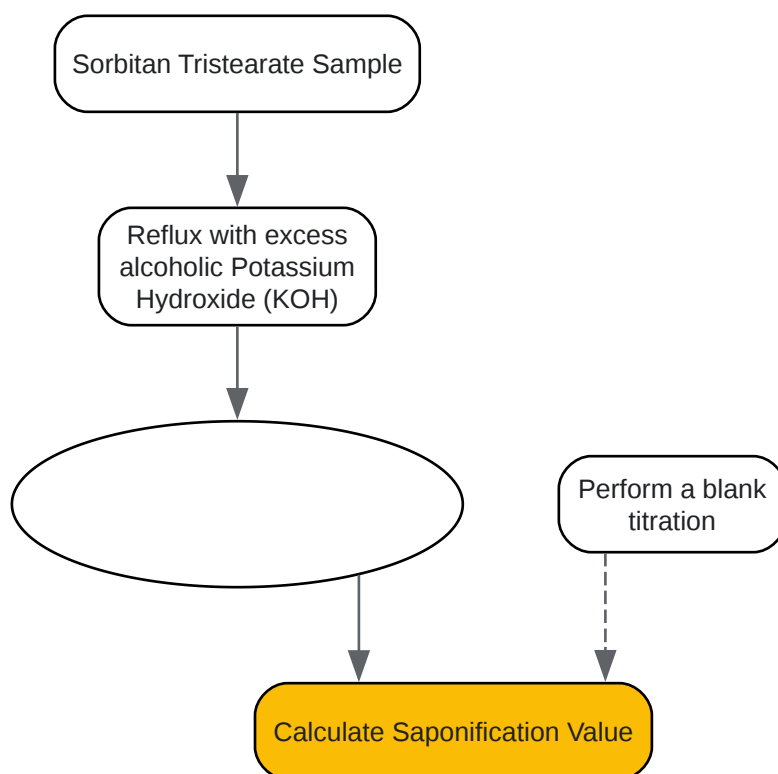 Sorbitan Tristearate Sample
Reflux with excess
alcoholic Potassium
Hydroxide (KOH)
Perform a blank
titration
Calculate Saponification Value